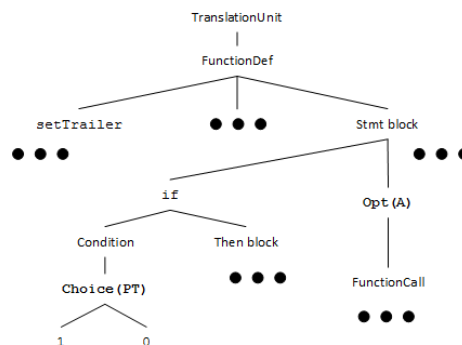 TranslationUnit
FunctionDef
setTrailer
Stmt block
if
Opt(A)
Condition
Then block
Choice(PT)
FunctionCall
1 0